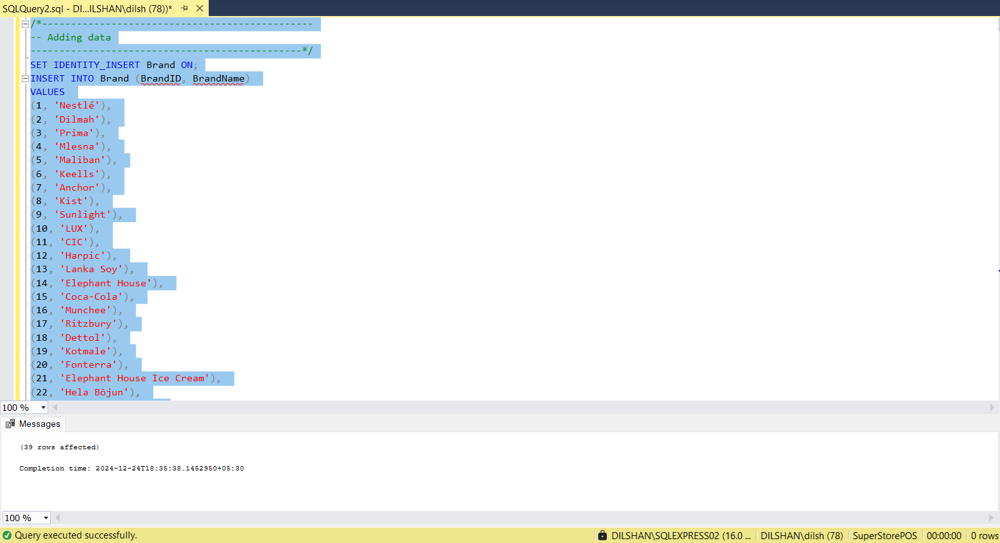 SQLQuery2.sql - DI...ILSHAN\dilsh (78))*
/*-----------------------------------------------
-- Adding data
-----------------------------------------------*/
SET IDENTITY_INSERT Brand ON;
INSERT INTO Brand (BrandID, BrandName)
VALUES
(1, 'Nestlé'),
(2, 'Dilmah'),
(3, 'Prima'),
(4, 'Mlesna'),
(5, 'Maliban'),
(6, 'Keells'),
(7, 'Anchor'),
(8, 'Kist'),
(9, 'Sunlight'),
(10, 'LUX'),
(11, 'CIC'),
(12, 'Harpic'),
(13, 'Lanka Soy'),
(14, 'Elephant House'),
(15, 'Coca-Cola'),
(16, 'Munchee'),
(17, 'Ritzbury'),
(18, 'Dettol'),
(19, 'Kotmale'),
(20, 'Fonterra'),
(21, 'Elephant House Ice Cream'),
(22, 'Hela Bōjun'),
100 %
Messages
(39 rows affected)
Completion time: 2024-12-24T18:35:38.1452950+05:30
100 %
Query executed successfully.
DILSHAN\SQLEXPRESS02 (16.0 ...
DILSHAN\dilsh (78)
SuperStorePOS
00:00:00
0 rows